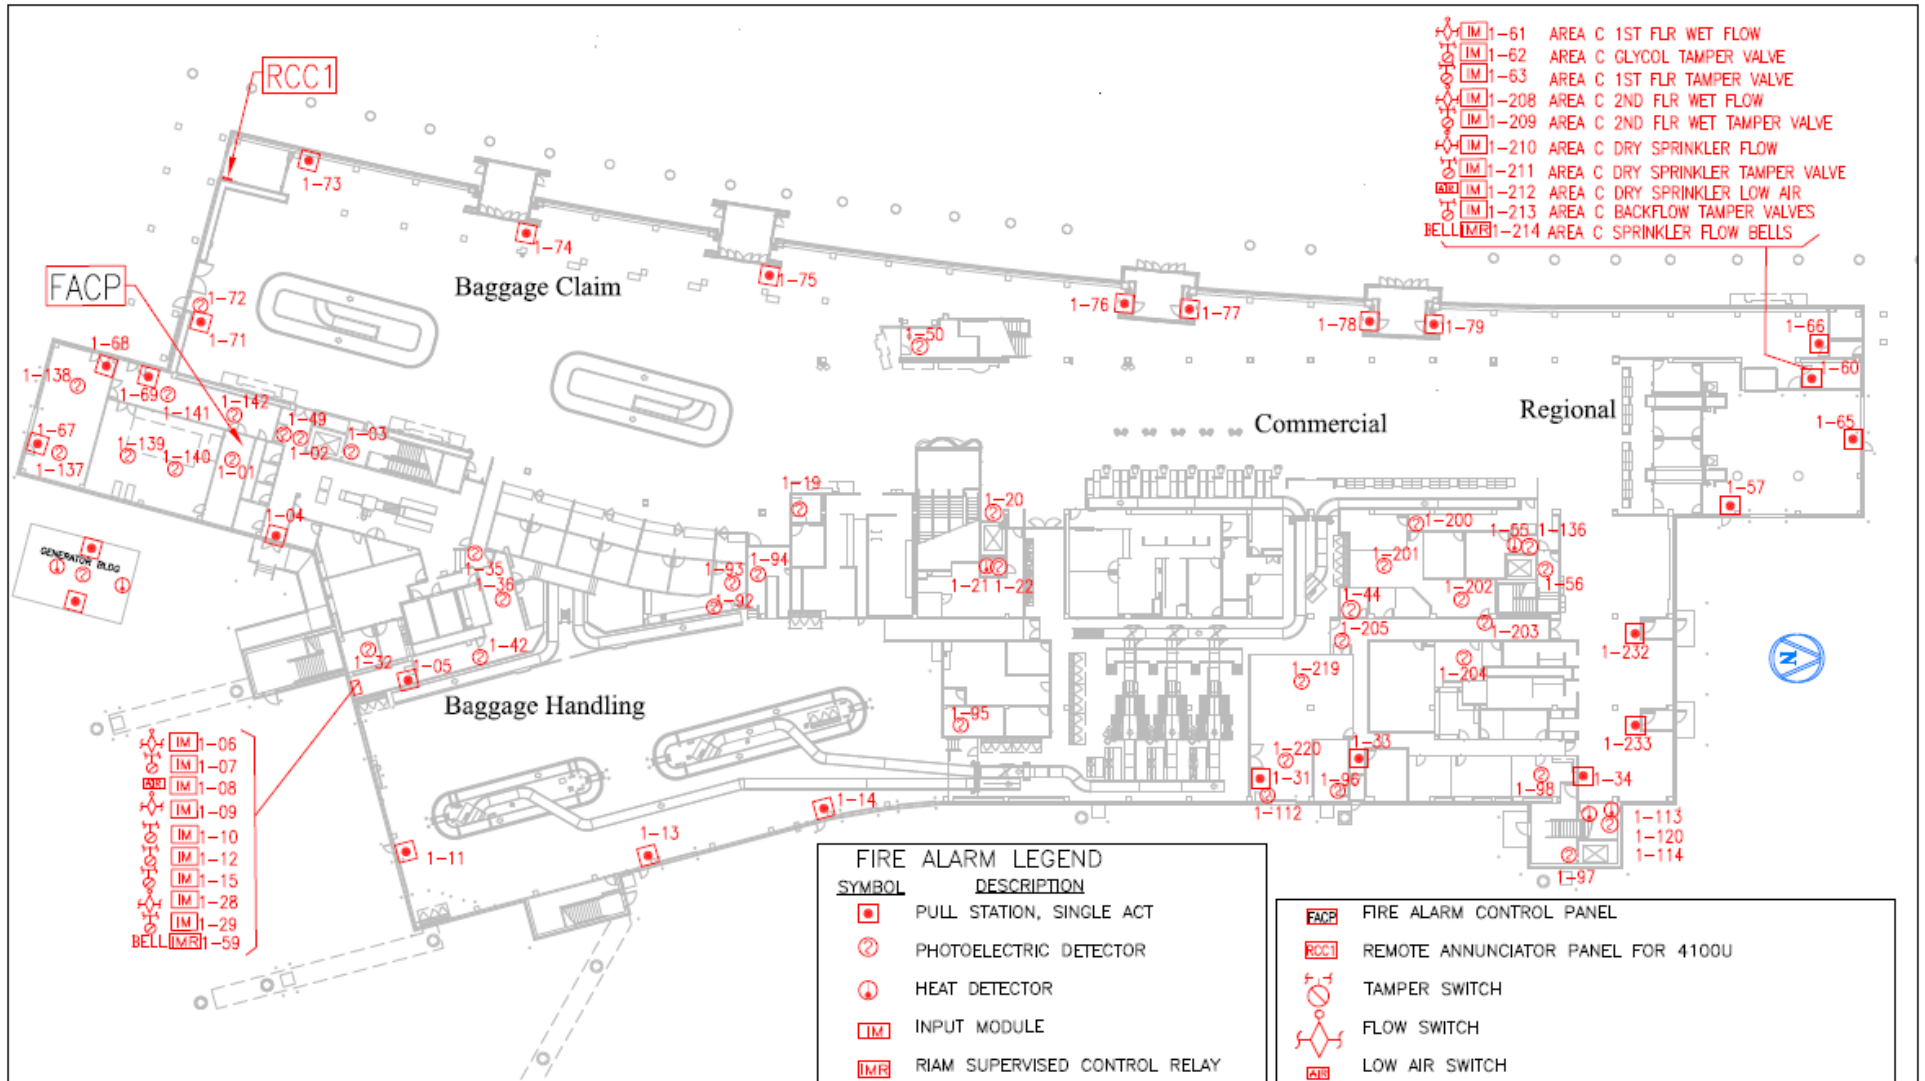 RCC1
FACP
1-61 AREA C 1ST FLR WET FLOW
IM
1-62 AREA C GLYCOL TAMPER VALVE
IM
1-63 AREA C 1ST FLR TAMPER VALVE
IM
1-208 AREA C 2ND FLR WET FLOW
IM
1-209 AREA C 2ND FLR WET TAMPER VALVE
IM
1-210 AREA C DRY SPRINKLER FLOW
IM
1-211 AREA C DRY SPRINKLER TAMPER VALVE
IM
AIR IM 1-212 AREA C DRY SPRINKLER LOW AIR
IM 1-213 AREA C BACKFLOW TAMPER VALVES
BELL IMR 1-214 AREA C SPRINKLER FLOW BELLS
1-73
1-74
1-75
Baggage Claim
1-72
1-71
1-76
1-77
1-78
1-79
1-66
1-60
1-65
1-57
1-50
Commercial
Regional
1-68
1-138
1-69
1-141
1-142
1-49
1-03
1-02
1-67
1-137
1-139
1-140
1-01
1-04
GENERATOR BLDG
1-19
1-20
1-35
1-36
1-93
1-94
1-92
1-21
1-22
1-200
1-201
1-55
1-136
1-202
1-56
1-44
1-203
1-205
1-204
1-219
1-232
1-233
N
1-32
1-05
1-42
Baggage Handling
1-95
1-220
1-33
1-31
1-96
1-112
1-98
1-34
1-113
1-120
1-114
1-97
IM 1-06
IM 1-07
AIR IM 1-08
IM 1-09
IM 1-10
IM 1-12
IM 1-15
IM 1-28
IM 1-29
BELL IMR 1-59
1-11
1-13
1-14
FIRE ALARM LEGEND
SYMBOL DESCRIPTION
PULL STATION, SINGLE ACT
PHOTOELECTRIC DETECTOR
HEAT DETECTOR
IM INPUT MODULE
IMR RIAM SUPERVISED CONTROL RELAY
FACP FIRE ALARM CONTROL PANEL
RCC1 REMOTE ANNUNCIATOR PANEL FOR 4100U
TAMPER SWITCH
FLOW SWITCH
AIR LOW AIR SWITCH